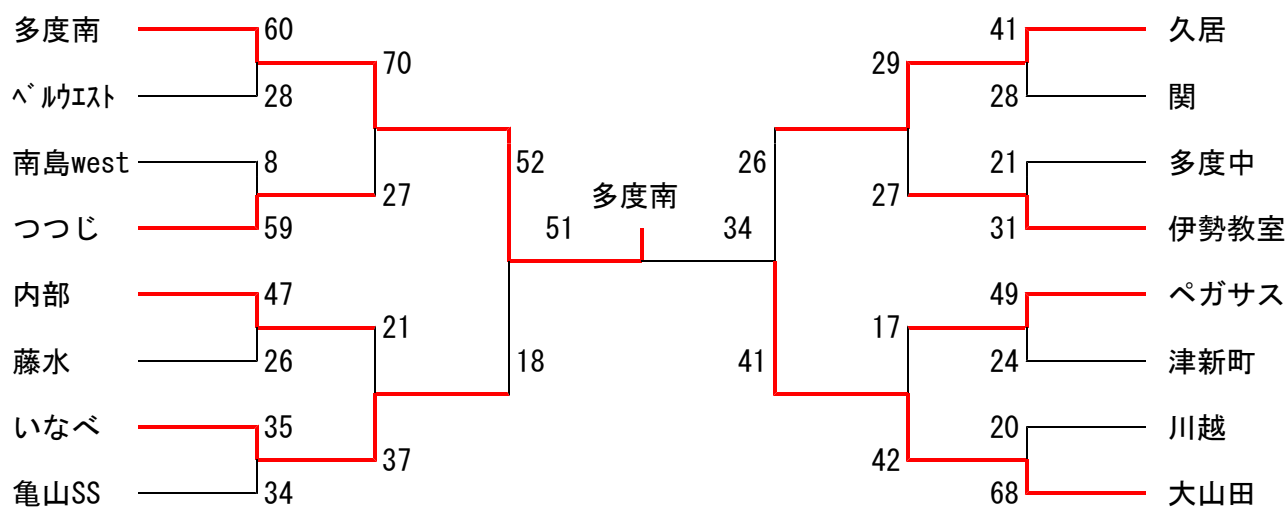 多度南 60 41 久居
70 29
ベルウエスト 28 28 関
南島west 8 52 26 21 多度中
27 多度南 27
つつじ 59 51 34 31 伊勢教室
内部 47 49 ペガサス
21 17
藤水 26 18 41 24 津新町
いなべ 35 20 川越
37 42
亀山SS 34 68 大山田